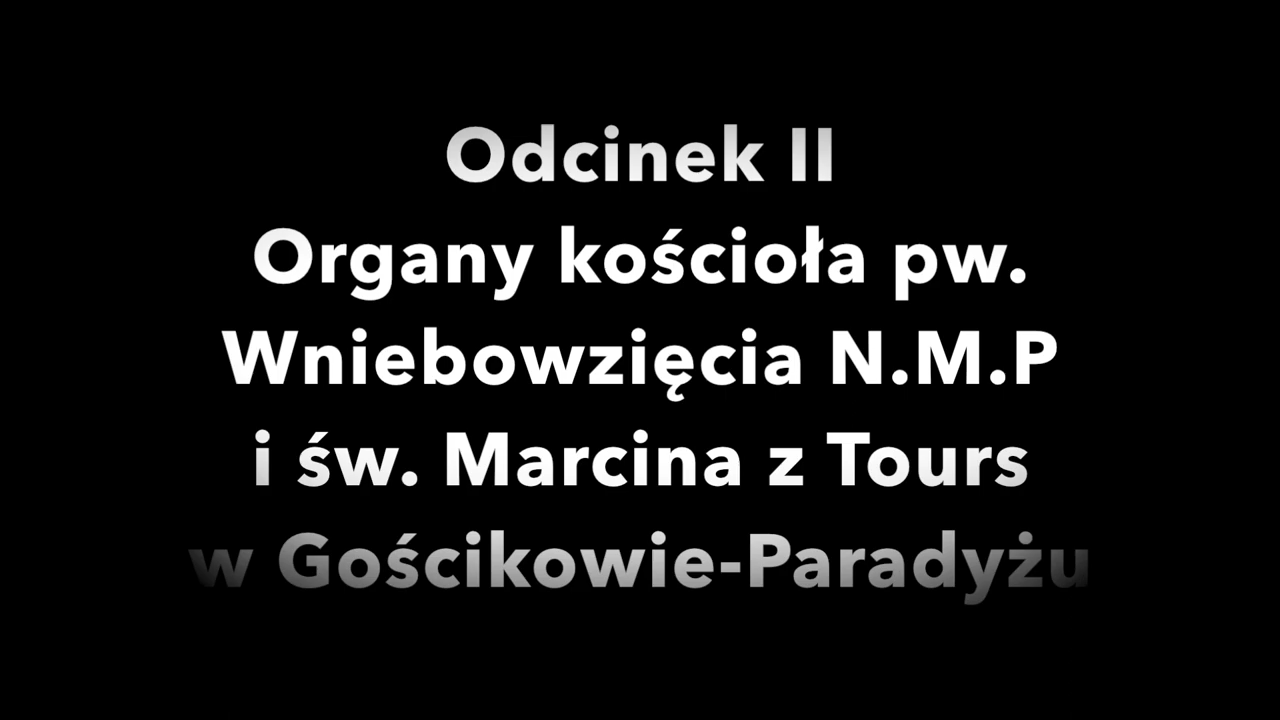 Odcinek II
Organy kościoła pw.
Wniebowzięcia N.M.P
i św. Marcina z Tours
w Gościkowie-Paradyżu